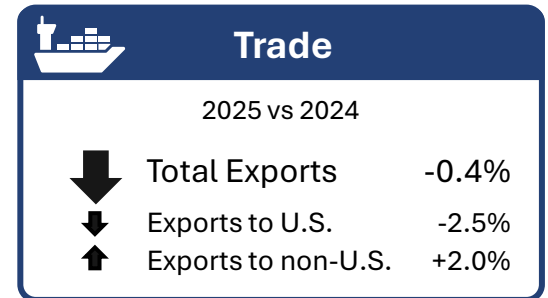 Trade
2025 vs 2024
Total Exports -0.4%
Exports to U.S. -2.5%
Exports to non-U.S. +2.0%